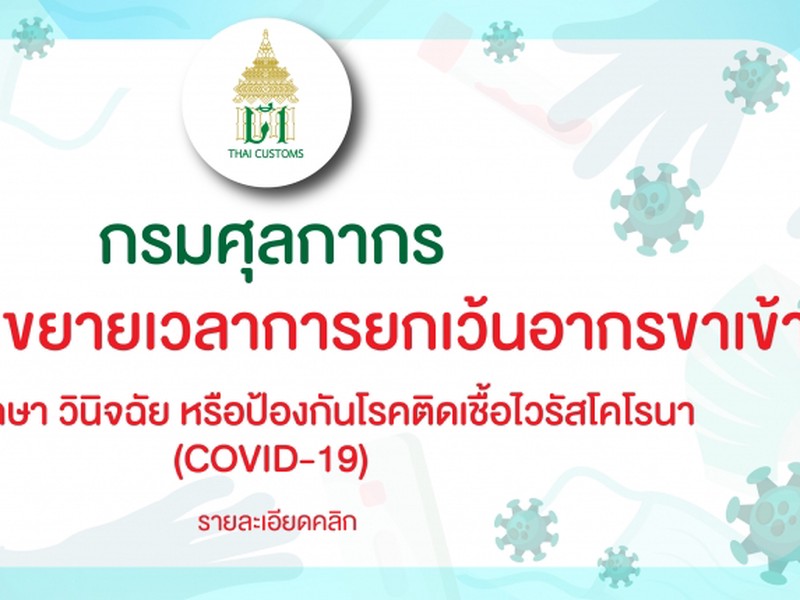 THAI CUSTOMS
กรมศุลกากร
ขยายเวลาการยกเว้นอากรขาเข้า
วินิจฉัย หรือป้องกันโรคติดเชื้อไวรัสโคโรนา
(COVID-19)
รายละเอียดคลิก